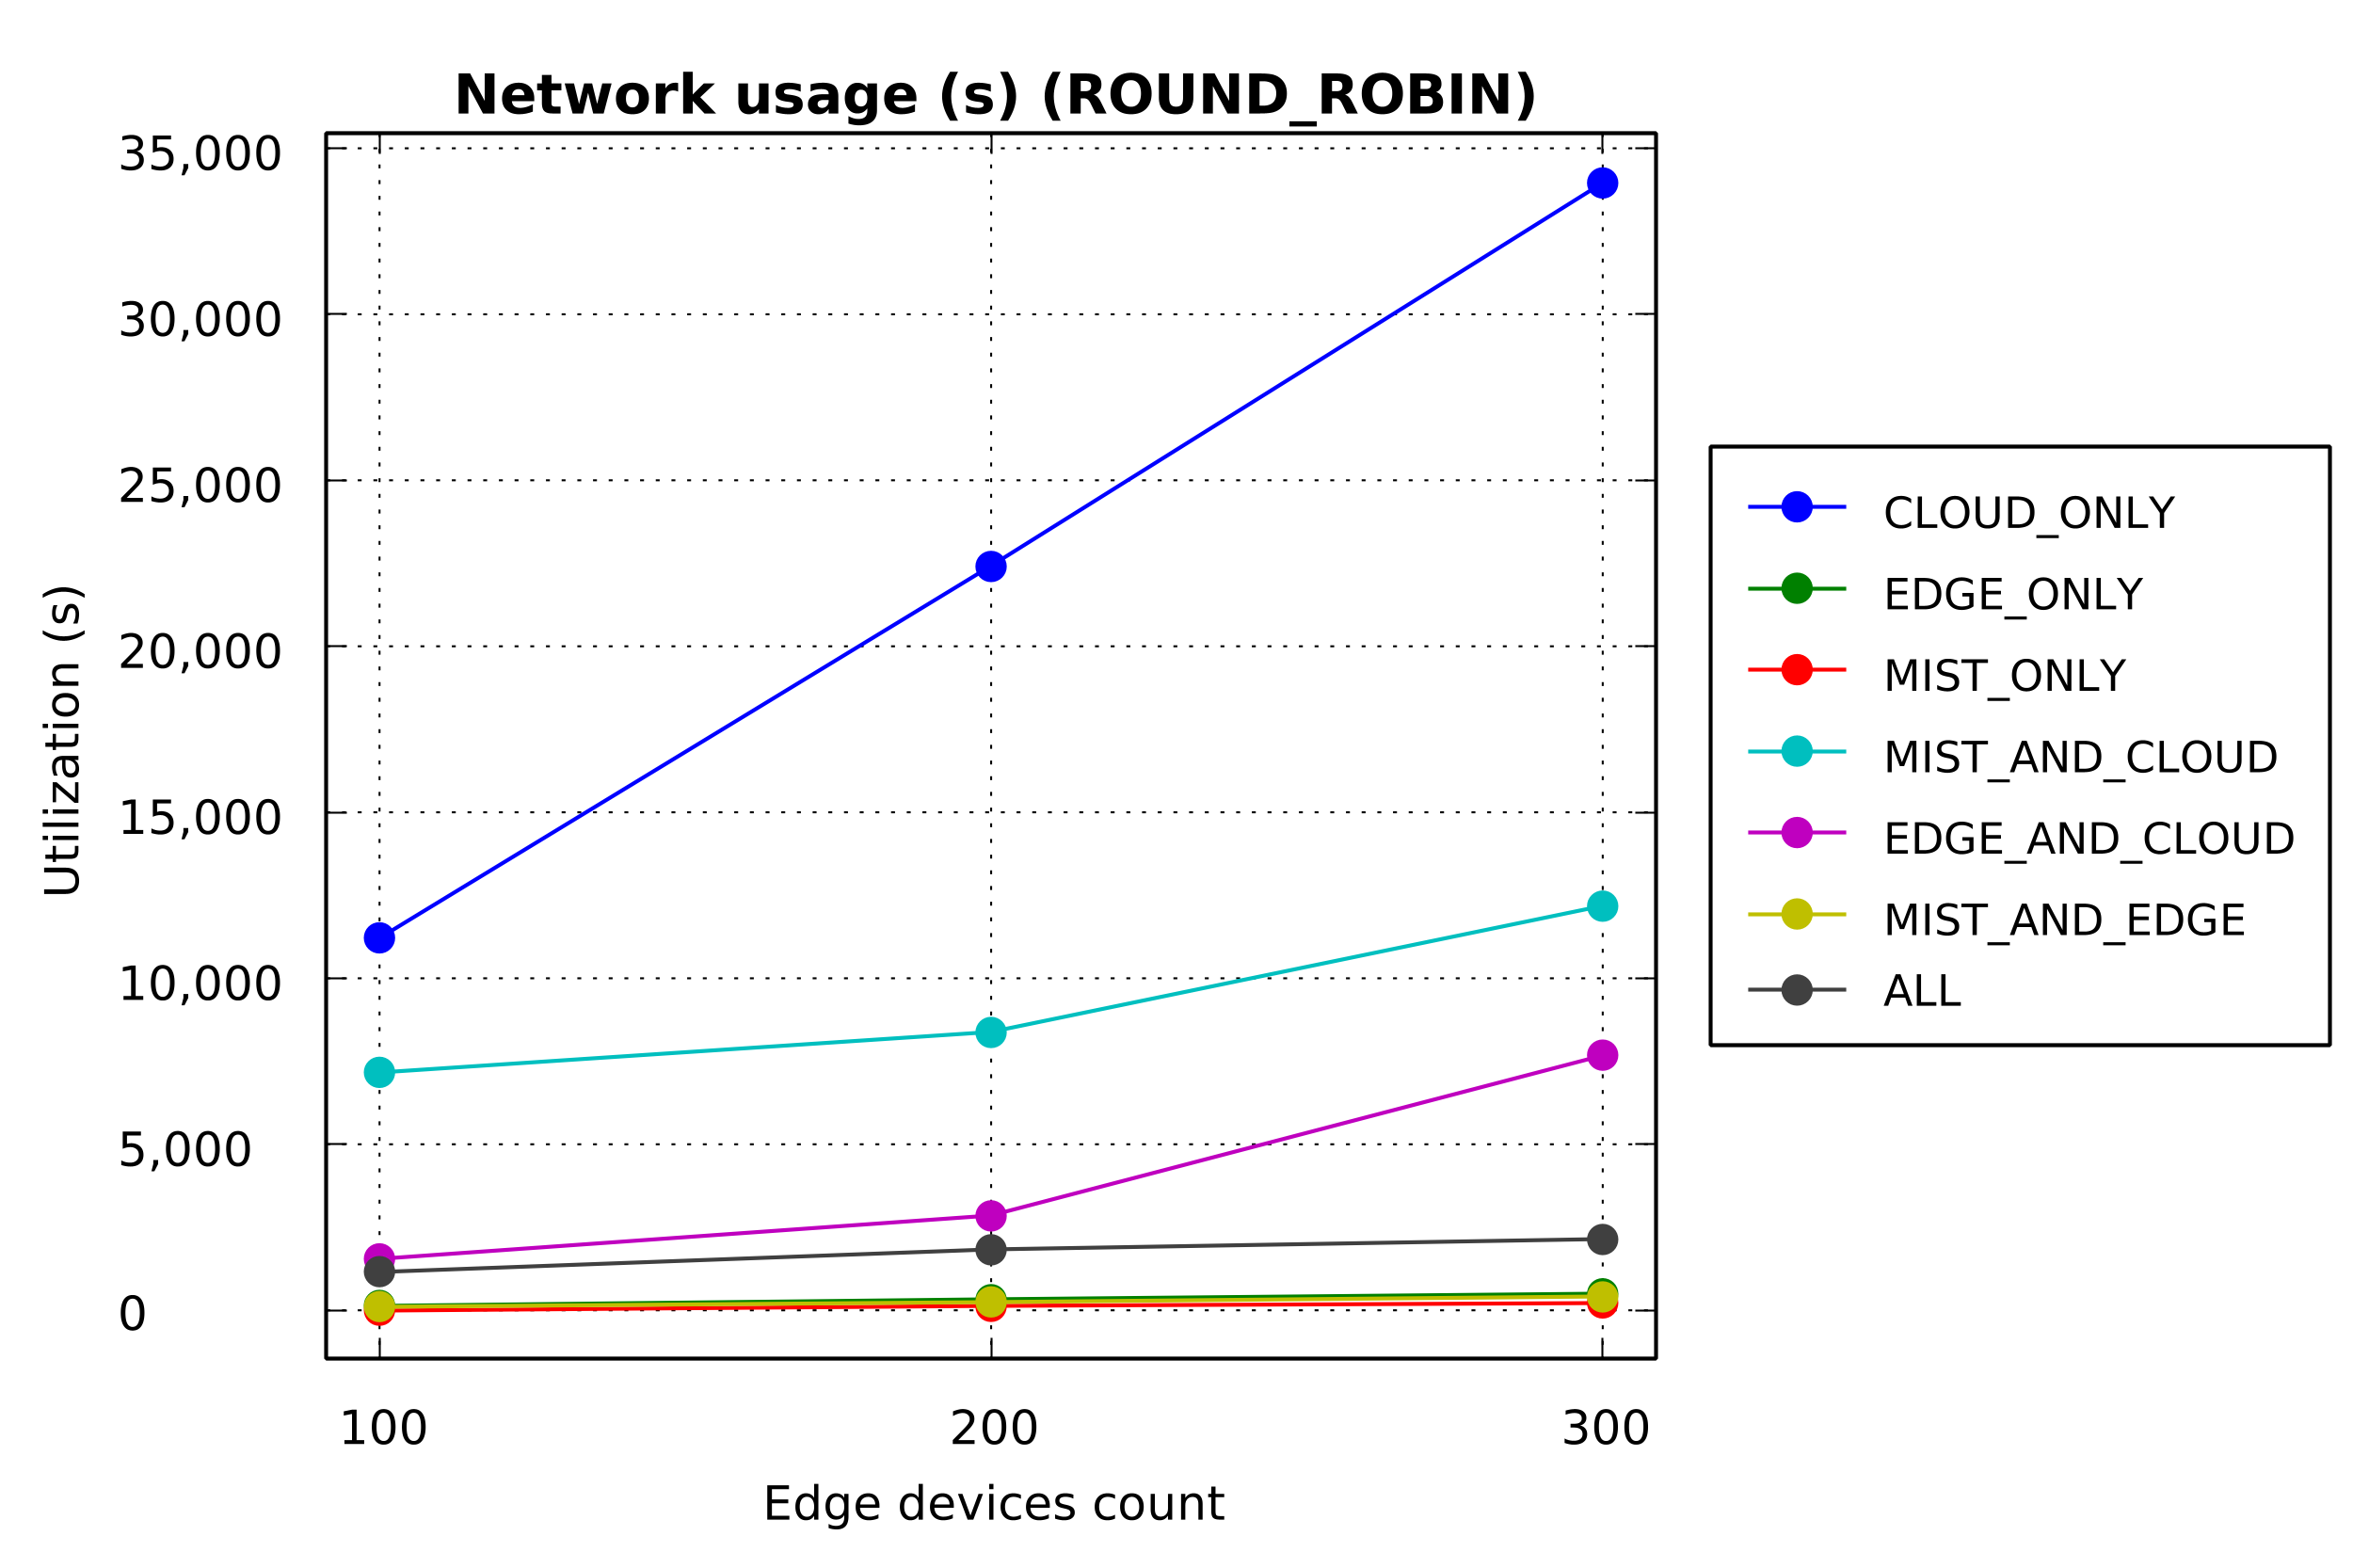 Network usage (s) (ROUND_ROBIN)
35,000
30,000
25,000
20,000
15,000
10,000
5,000
0
Utilization (s)
100
200
300
Edge devices count
CLOUD_ONLY
EDGE_ONLY
MIST_ONLY
MIST_AND_CLOUD
EDGE_AND_CLOUD
MIST_AND_EDGE
ALL